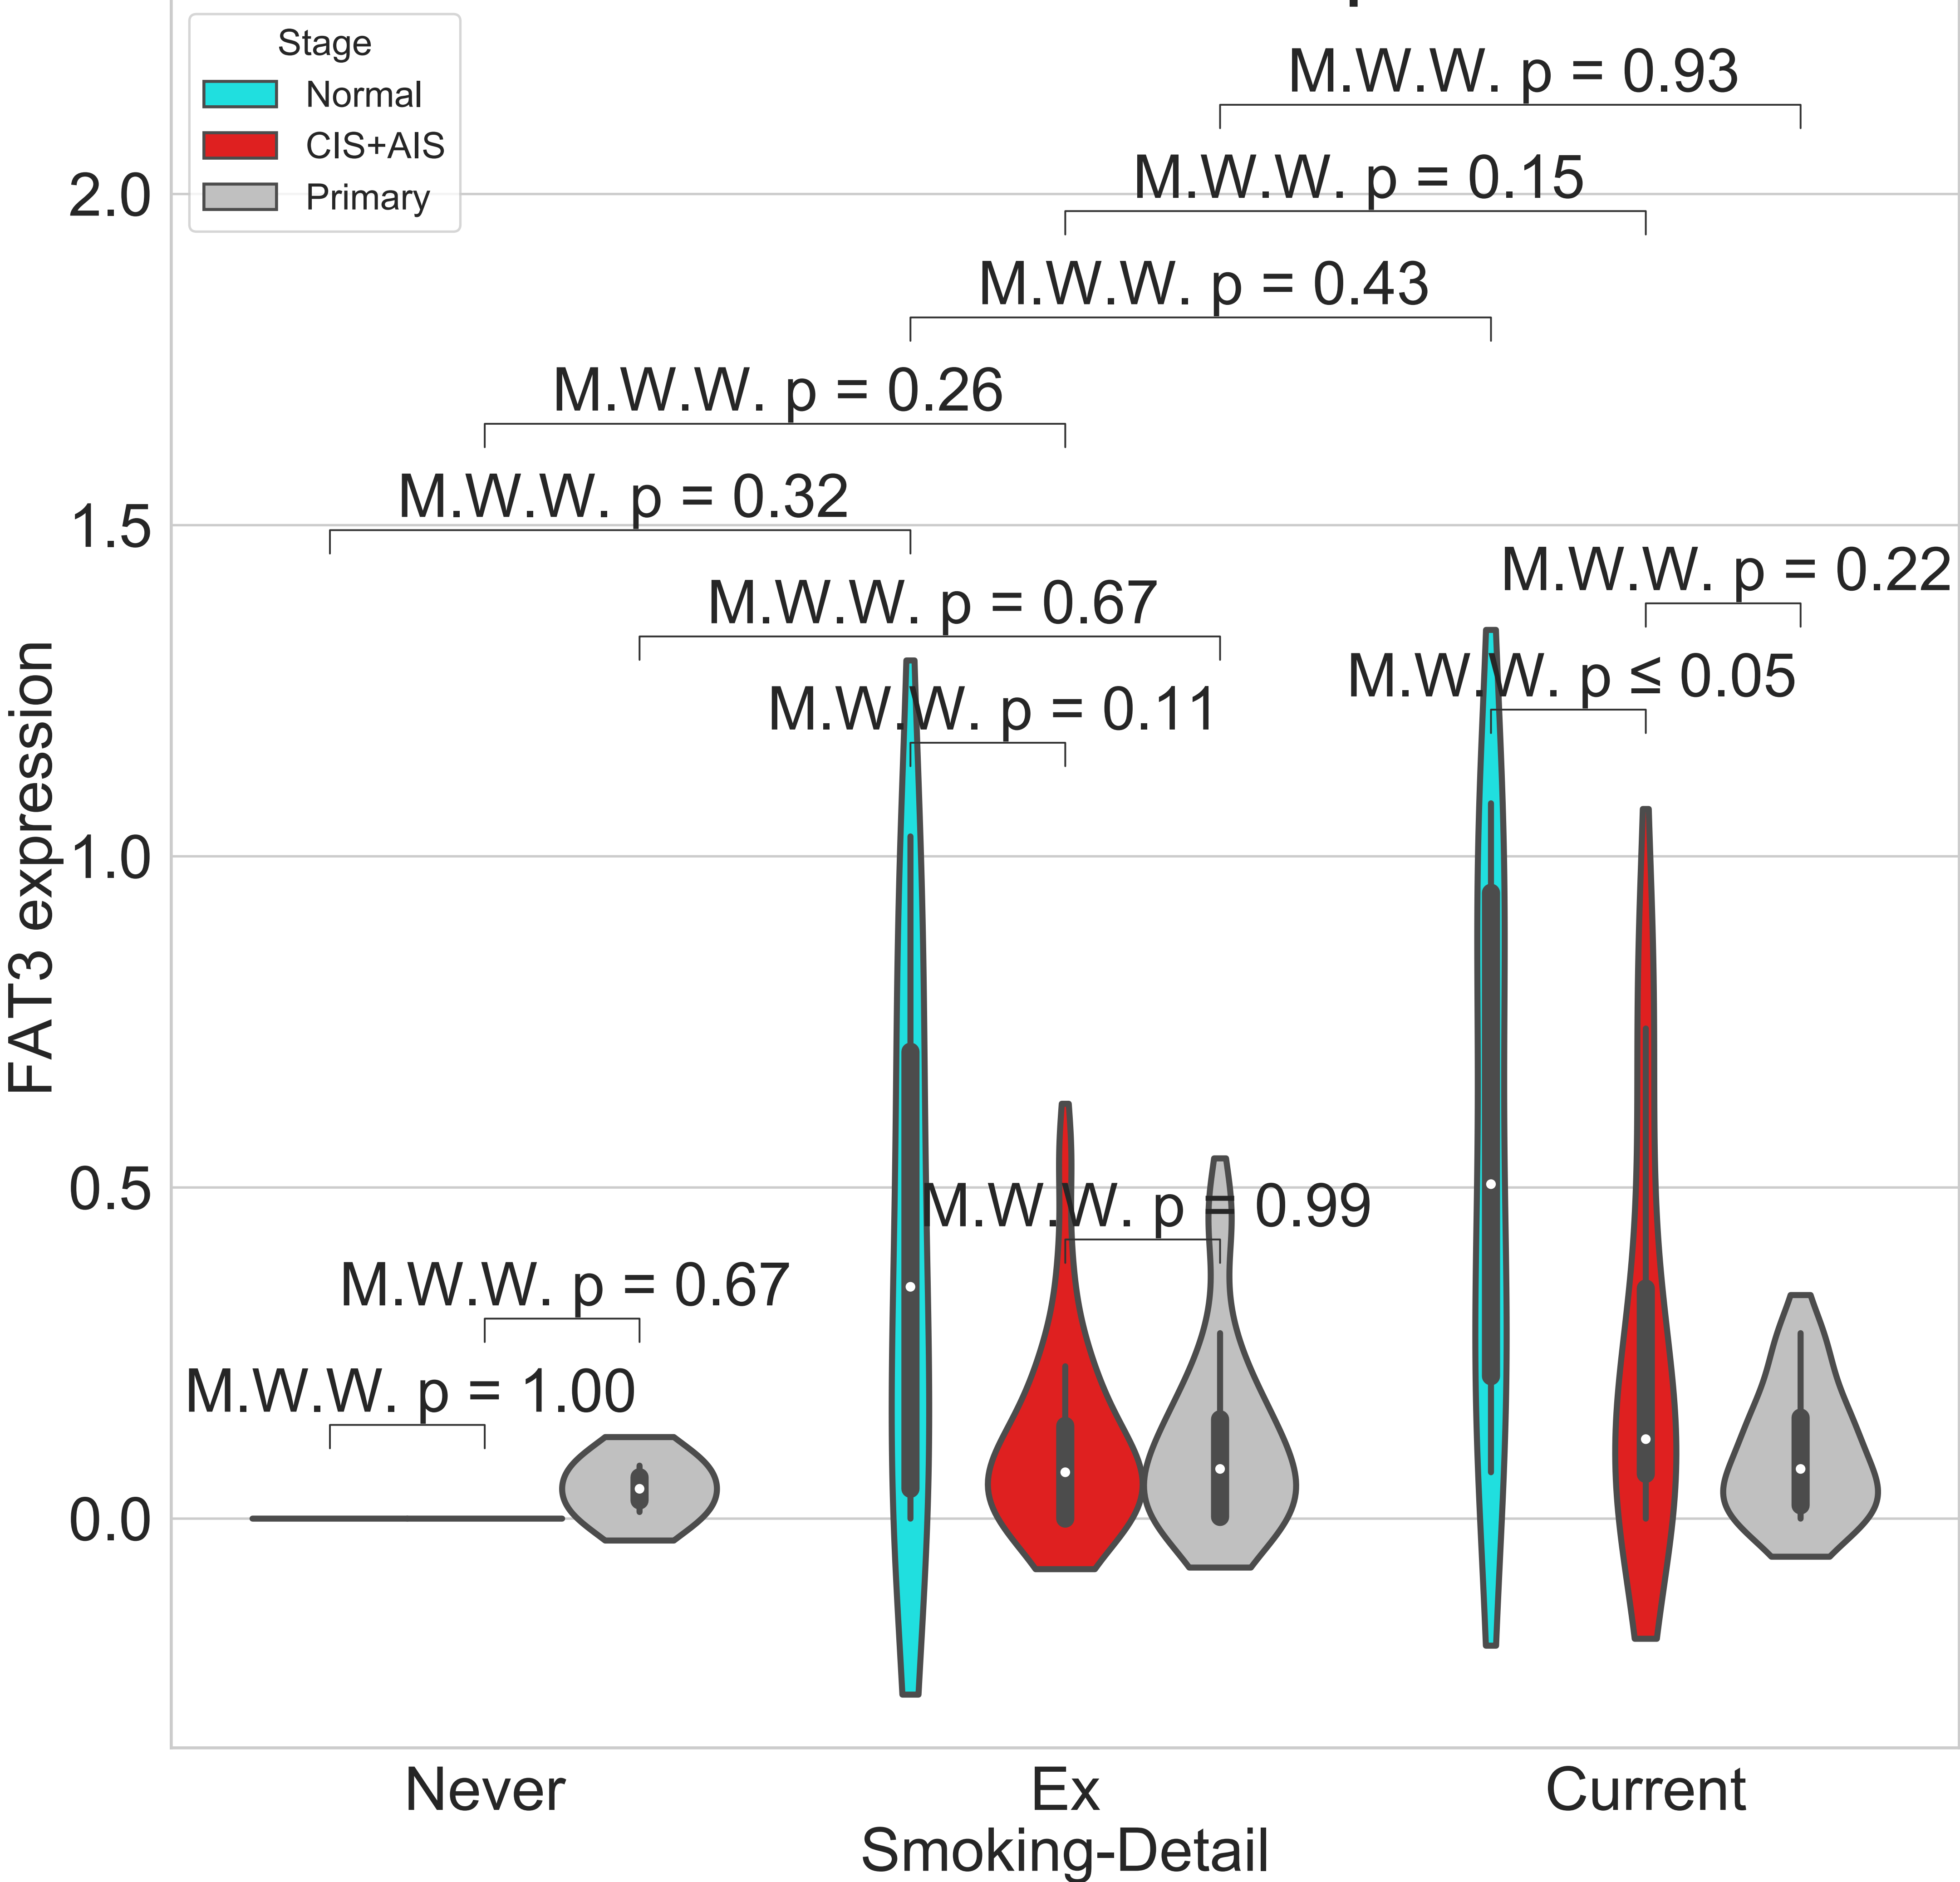 Stage
Normal
CIS+AIS
Primary
M.W.W. p = 0.93
M.W.W. p = 0.15
M.W.W. p = 0.43
M.W.W. p = 0.26
M.W.W. p = 0.32
M.W.W. p = 0.22
M.W.W. p = 0.67
M.W.W. p ≤ 0.05
M.W.W. p = 0.11
M.W.W. p = 0.99
M.W.W. p = 0.67
M.W.W. p = 1.00
2.0
1.5
1.0
0.5
0.0
FAT3 expression
Never Ex Current
Smoking-Detail